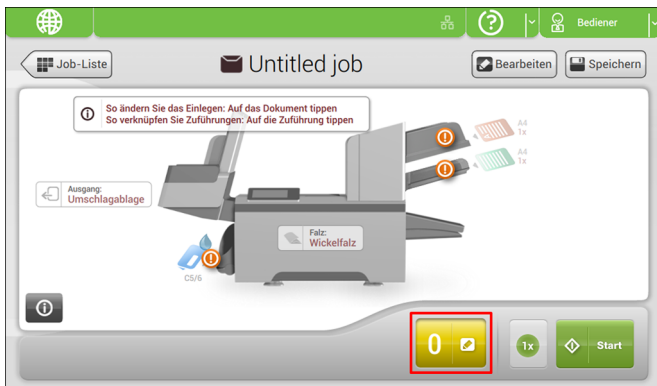 Bediener
Job-Liste
Untitled job
Bearbeiten
Speichern
So ändern Sie das Einlegen: Auf das Dokument tippen
So verknüpfen Sie Zuführungen: Auf die Zuführung tippen
A4
1x
A4
1x
Ausgang:
Umschlagablage
Falz:
Wickelfalz
C5/6
0
1x
Start